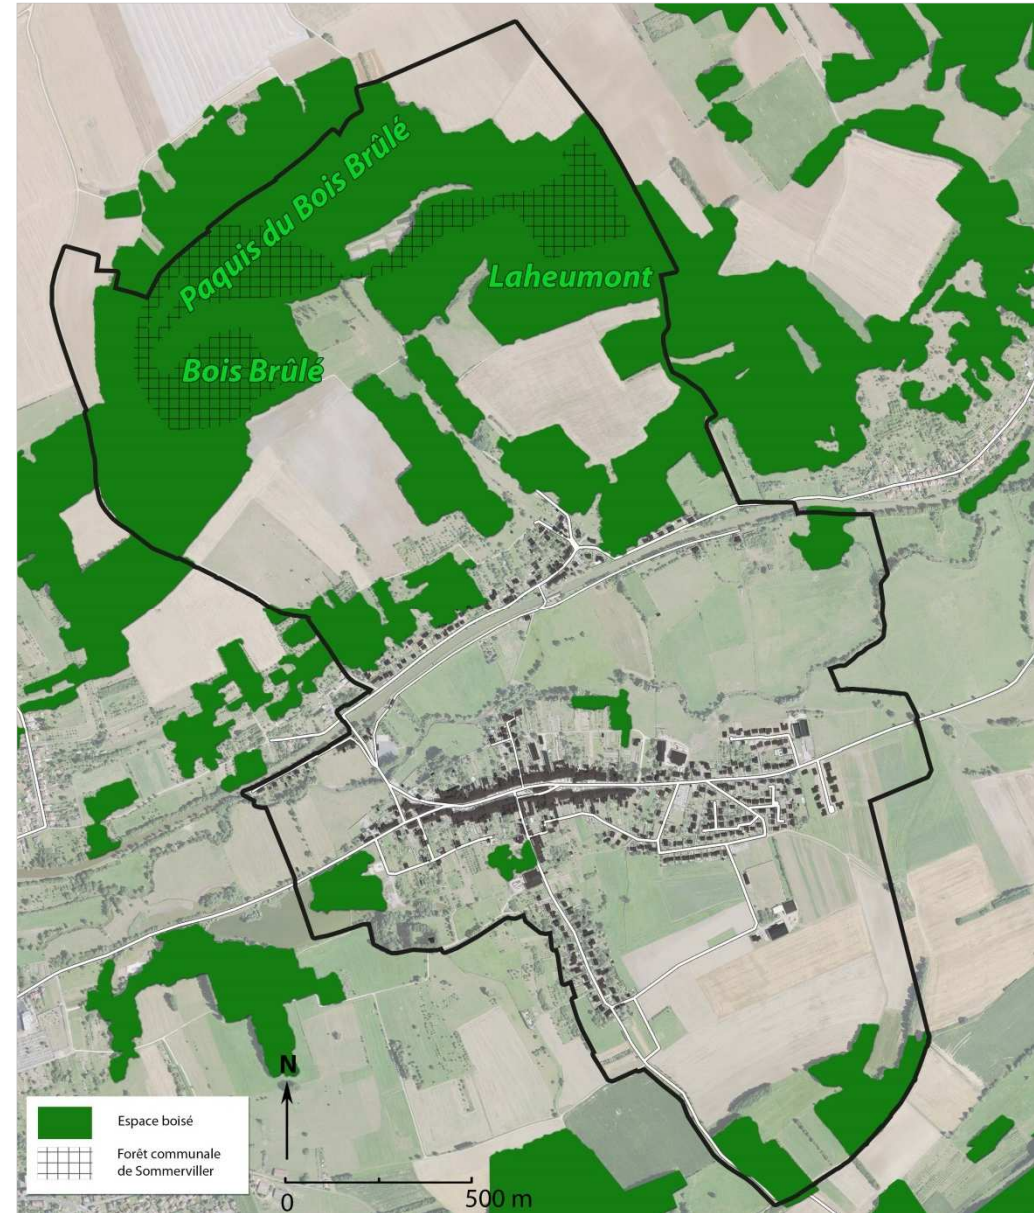 Paquis du Bois Brûlé
Laheumont
Bois Brûlé
N
0
500 m
Espace boisé
Forêt communale
de Sommerviller